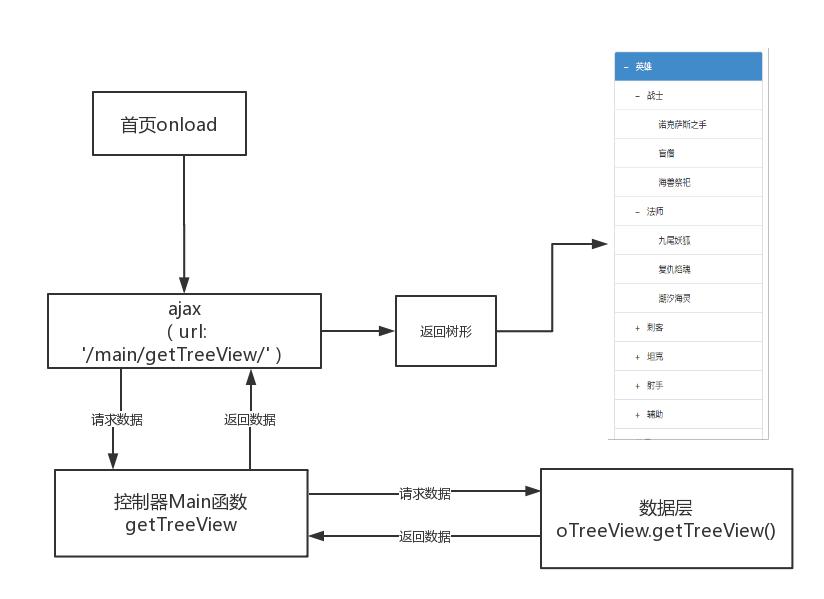 首页onload
ajax
( url:
'/main/getTreeView/' )
返回树形
请求数据
返回数据
控制器Main函数
getTreeView
请求数据
返回数据
数据层
oTreeView.getTreeView()
− 英雄
− 战士
诺克萨斯之手
盲僧
海兽祭祀
− 法师
九尾妖狐
复仇焰魂
潮汐海灵
+ 刺客
+ 坦克
+ 射手
+ 辅助